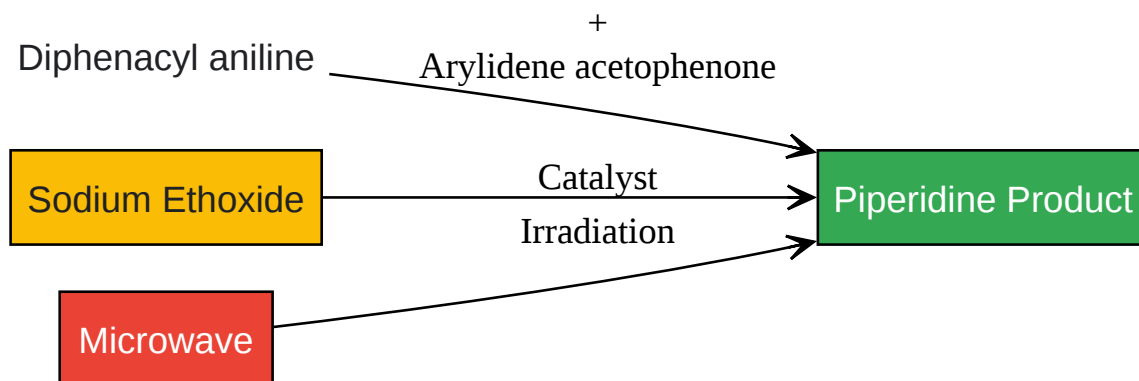 +
Diphenacyl aniline
Arylidene acetophenone
Sodium Ethoxide
Catalyst
Piperidine Product
Irradiation
Microwave